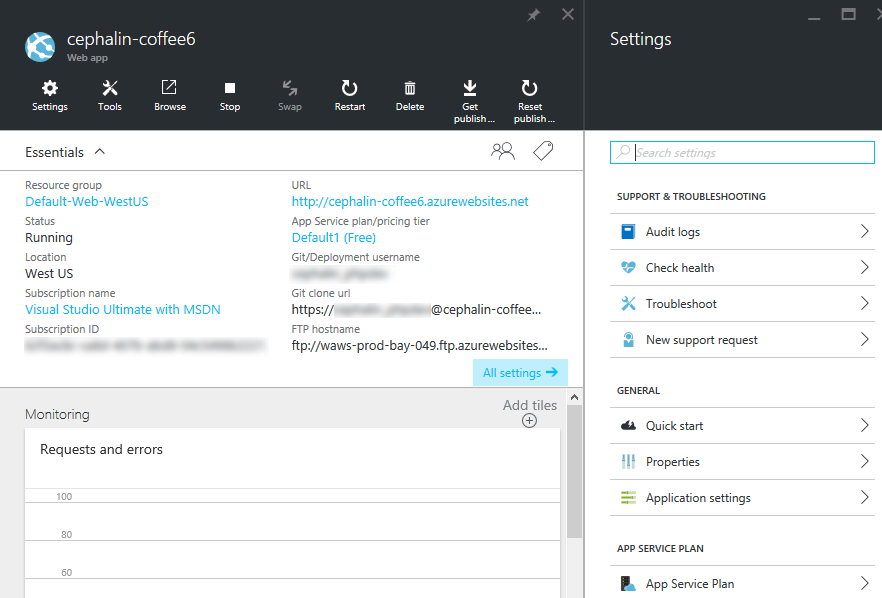 cephalin-coffee6
Web app
Settings
Tools
Browse
Stop
Swap
Restart
Delete
Get publish ...
Reset publish ...
Essentials
Resource group
Default-Web-WestUS
Status
Running
Location
West US
Subscription name
Visual Studio Ultimate with MSDN
Subscription ID
URL
http://cephalin-coffee6.azurewebsites.net
App Service plan/pricing tier
Default1 (Free)
Git/Deployment username
Git clone url
https:// @cephalin-coffee...
FTP hostname
ftp://waws-prod-bay-049.ftp.azurewebsites...
All settings
Monitoring
Add tiles
Requests and errors
100
80
60
Settings
Search settings
SUPPORT & TROUBLESHOOTING
Audit logs
Check health
Troubleshoot
New support request
GENERAL
Quick start
Properties
Application settings
APP SERVICE PLAN
App Service Plan